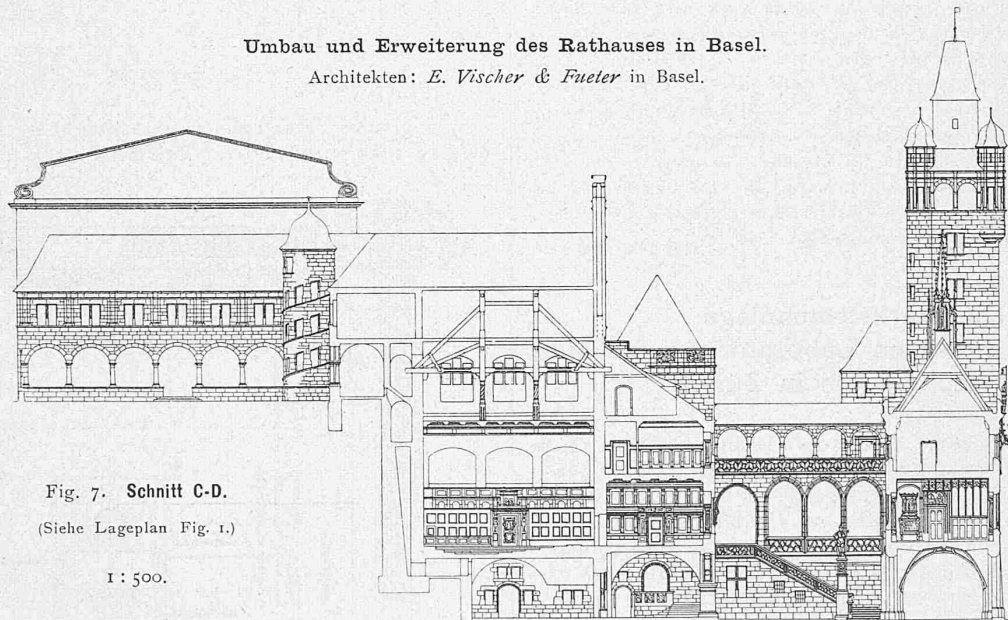 Umbau und Erweiterung des Rathauses in Basel.
Architekten: E. Vischer & Fueter in Basel.
Fig. 7. Schnitt C-D.
(Siehe Lageplan Fig. 1.)
1 : 500.